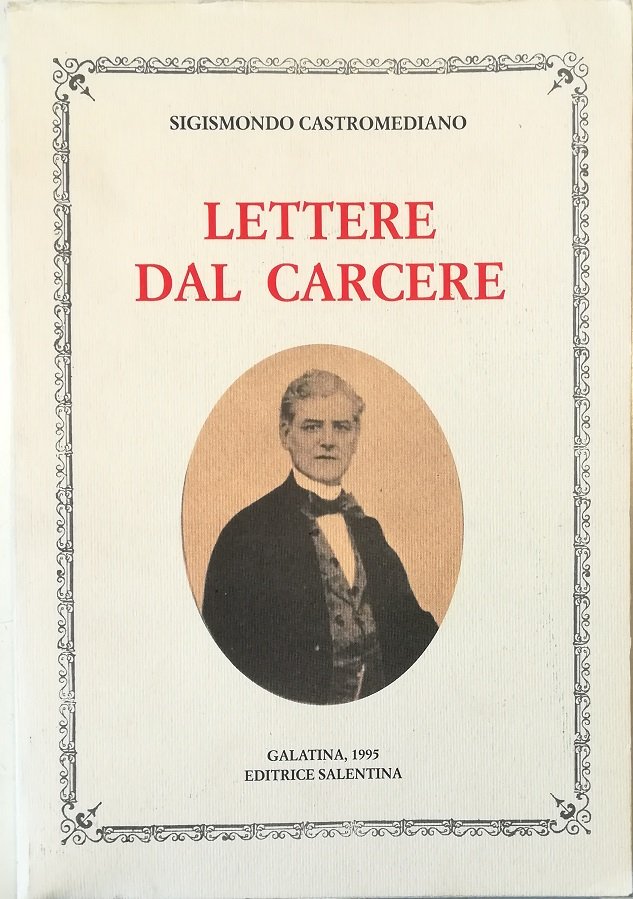 SIGISMONDO CASTROMEDIANO
LETTERE
DAL CARCERE
GALATINA, 1995
EDITRICE SALENTINA